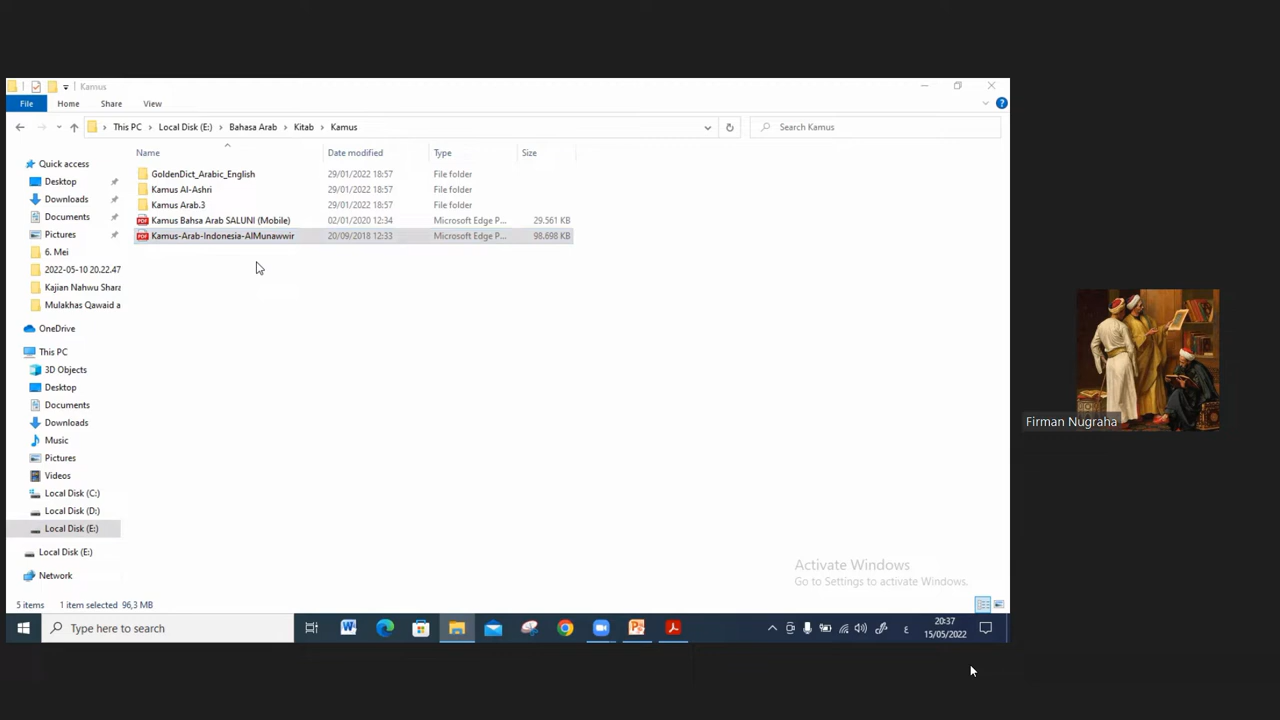 Kamus
File Home Share View
This PC Local Disk (E:) Bahasa Arab Kitab Kamus Search Kamus
Name Date modified Type Size
Quick access
Desktop
Downloads
Documents
Pictures
6. Mei
2022-05-10 20.22.47
Kajian Nahwu Shara
Mulakhas Qawaid a
OneDrive
This PC
3D Objects
Desktop
Documents
Downloads
Music
Pictures
Videos
Local Disk (C:)
Local Disk (D:)
Local Disk (E:)
Local Disk (E:)
Network
GoldenDict_Arabic_English 29/01/2022 18:57 File folder
Kamus Al-Ashri 29/01/2022 18:57 File folder
Kamus Arab.3 29/01/2022 18:57 File folder
Kamus Bahsa Arab SALUNI (Mobile) 02/01/2020 12:34 Microsoft Edge P... 29.561 KB
Kamus-Arab-Indonesia-AlMunawwir 20/09/2018 12:33 Microsoft Edge P... 98.698 KB
Firman Nugraha
Activate Windows
Go to Settings to activate Windows.
5 items 1 item selected 96,3 MB
Type here to search
ع
20:37
15/05/2022